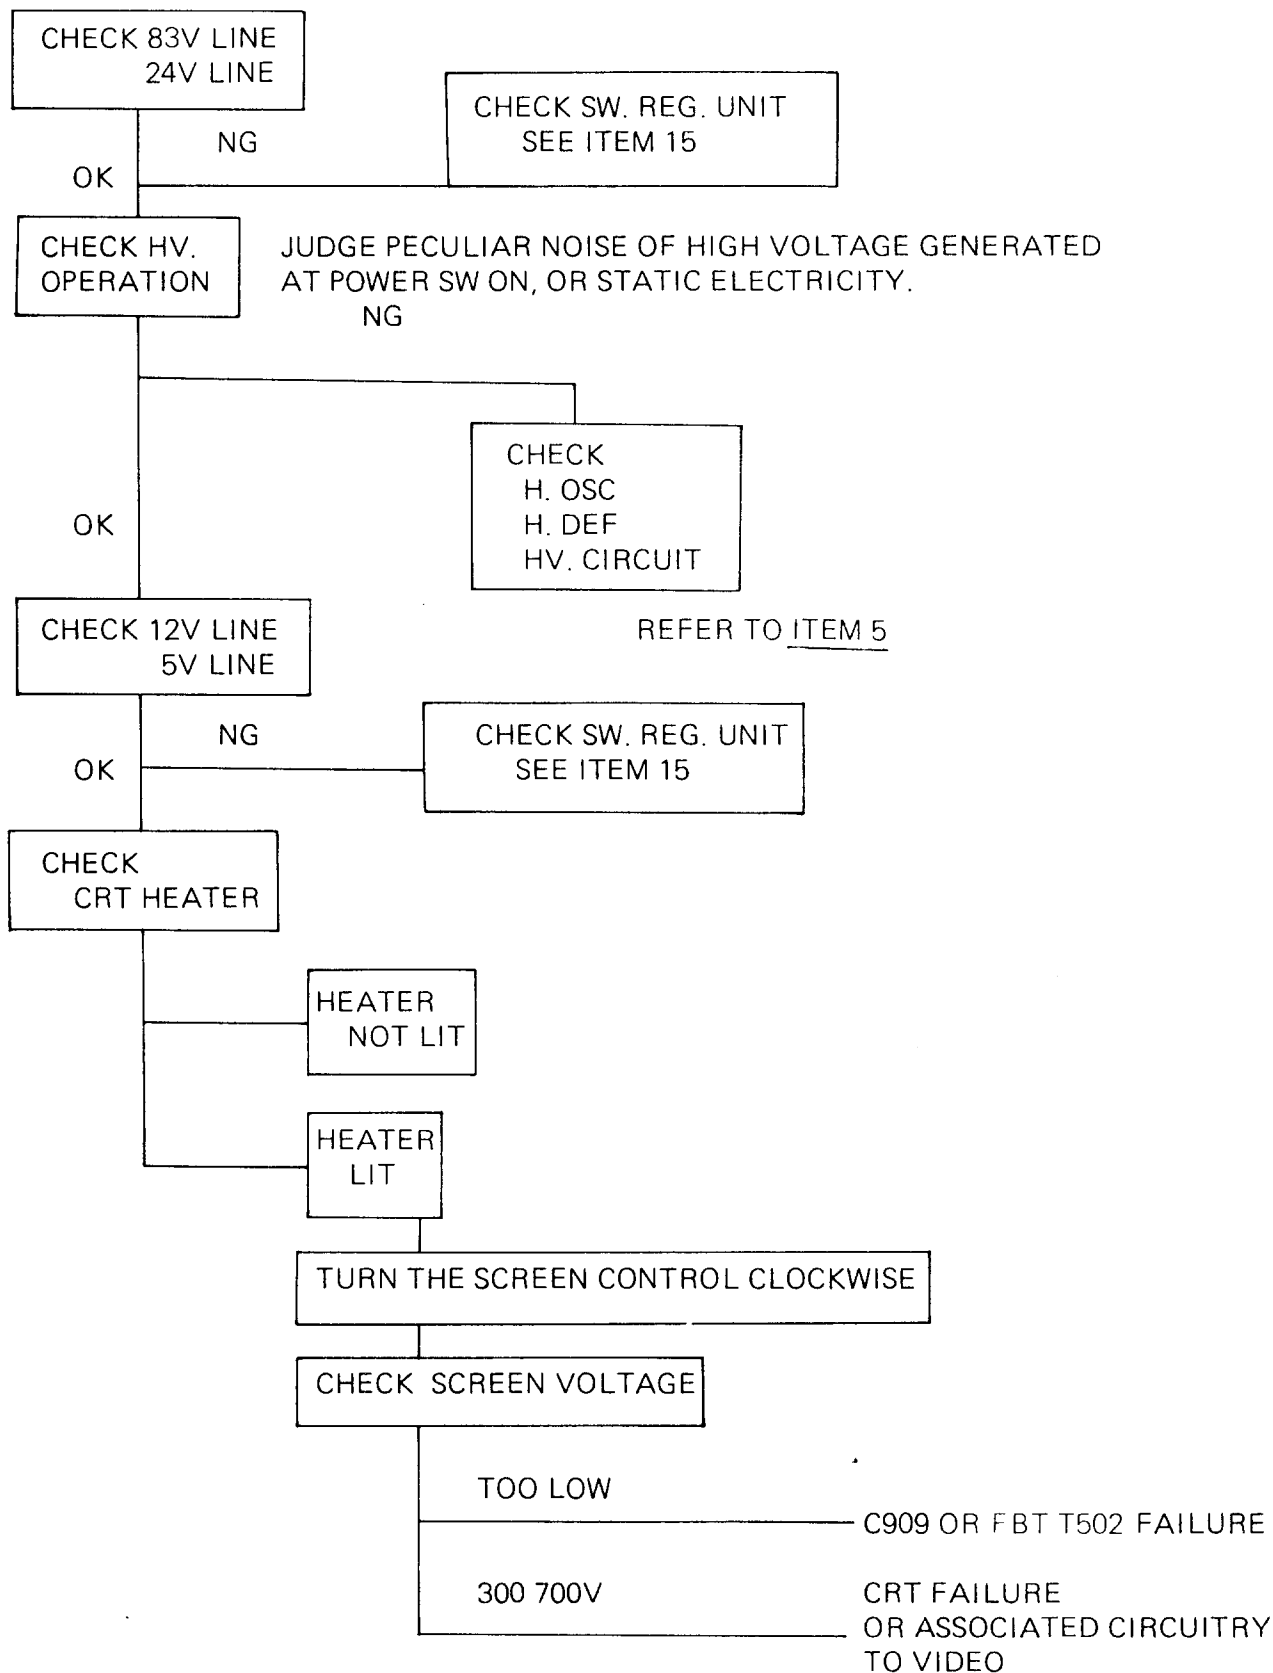 CHECK 83V LINE
24V LINE
NG
CHECK SW. REG. UNIT
SEE ITEM 15
OK
CHECK HV.
OPERATION
JUDGE PECULIAR NOISE OF HIGH VOLTAGE GENERATED
AT POWER SW ON, OR STATIC ELECTRICITY.
NG
CHECK
H. OSC
H. DEF
HV. CIRCUIT
OK
REFER TO ITEM 5
CHECK 12V LINE
5V LINE
NG
CHECK SW. REG. UNIT
SEE ITEM 15
OK
CHECK
CRT HEATER
HEATER
NOT LIT
HEATER
LIT
TURN THE SCREEN CONTROL CLOCKWISE
CHECK SCREEN VOLTAGE
TOO LOW
C909 OR FBT T502 FAILURE
300 700V
CRT FAILURE
OR ASSOCIATED CIRCUITRY
TO VIDEO